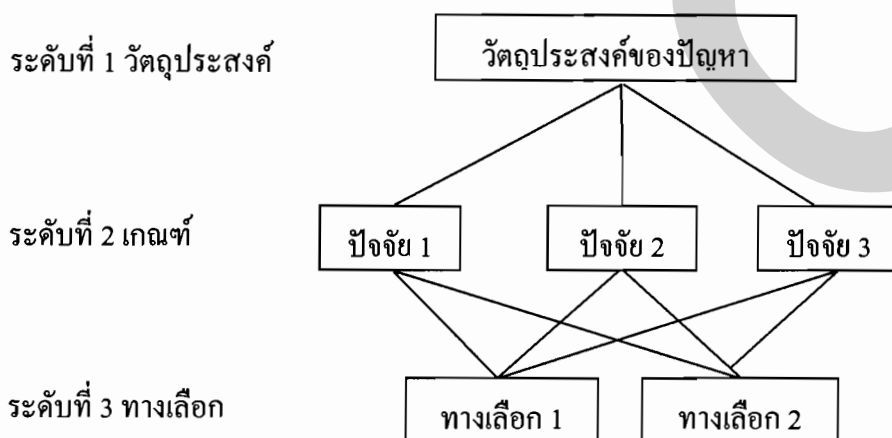 ระดับที่ 1 วัตถุประสงค์ วัตถุประสงค์ของปัญหา
ระดับที่ 2 เกณฑ์ ปัจจัย 1 ปัจจัย 2 ปัจจัย 3
ระดับที่ 3 ทางเลือก ทางเลือก 1 ทางเลือก 2